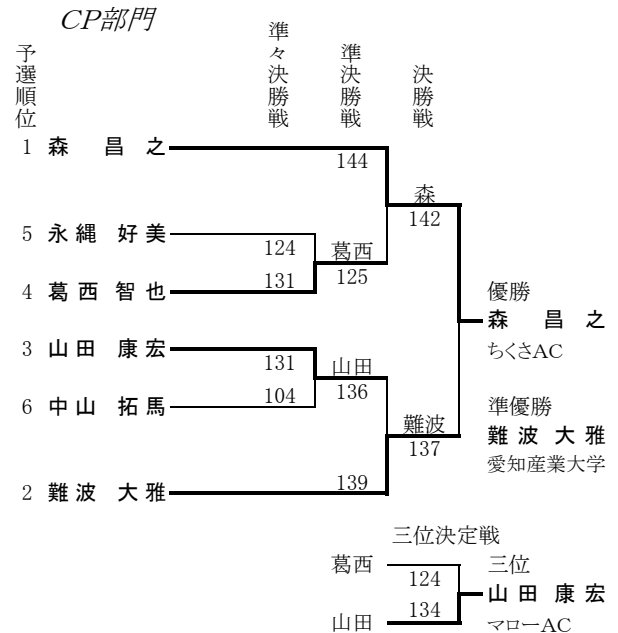 CP部門
予選順位
準々決勝戦
準決勝戦
決勝戦
1 森 昌之
144
森
142
5 永縄 好美
124
葛西
125
4 葛西智也
131
優勝
森 昌之
ちくさAC
3 山田 康宏
131
山田
136
6 中山 拓馬
104
難波
137
準優勝
難波 大雅
愛知産業大学
2 難波 大雅
139
三位決定戦
葛西
124
三位
山田 康宏
マローAC
山田
134